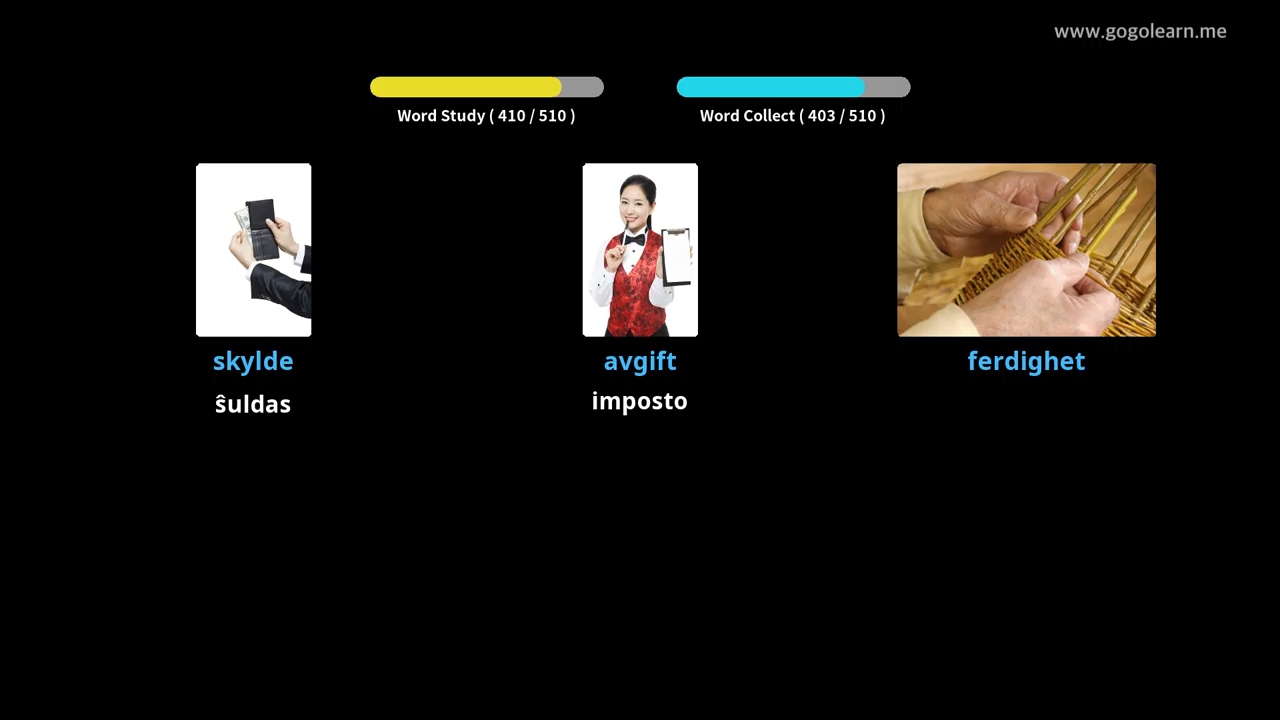 www.gogolearn.me
Word Study ( 410 / 510 )
Word Collect ( 403 / 510 )
skylde
avgift
ferdighet
ŝuldas
imposto